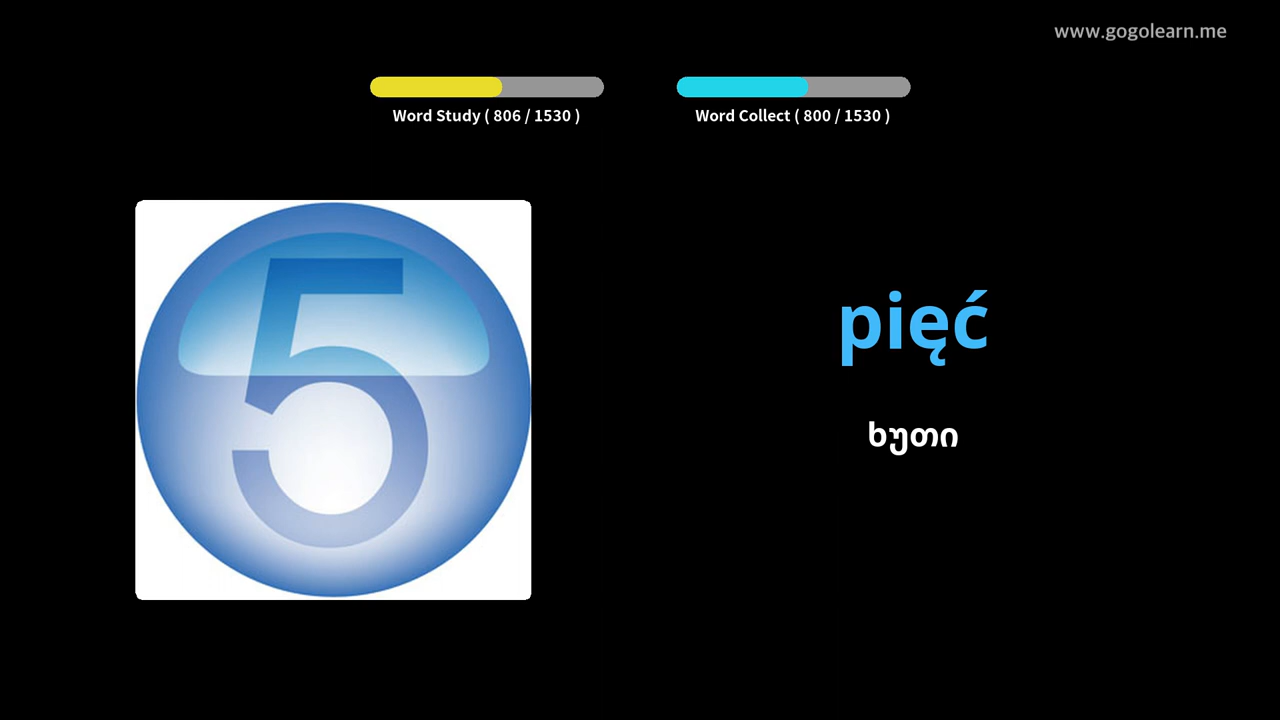 www.gogolearn.me
Word Study ( 806 / 1530 )
Word Collect ( 800 / 1530 )
5
pięć
ხუთი